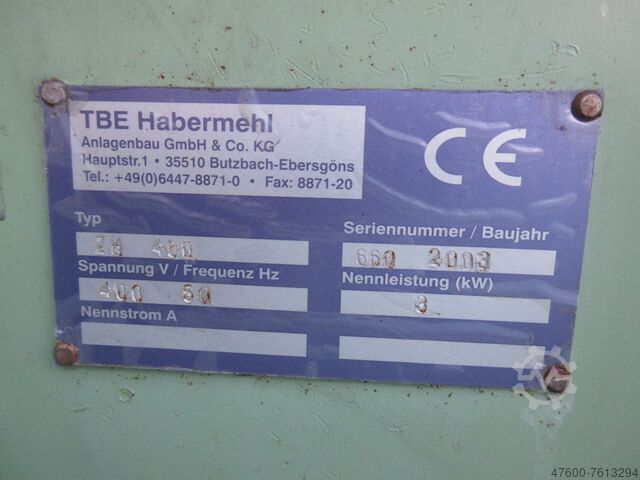 TBE Habermehl
Anlagenbau GmbH & Co. KG
Hauptstr.1 • 35510 Butzbach-Ebersgöns
Tel.: +49(0)6447-8871-0 • Fax: 8871-20
CE
Typ
400
Seriennummer / Baujahr
660 2003
Spannung V / Frequenz Hz
400 50
Nennleistung (kW)
Nennstrom A
47600-7613294